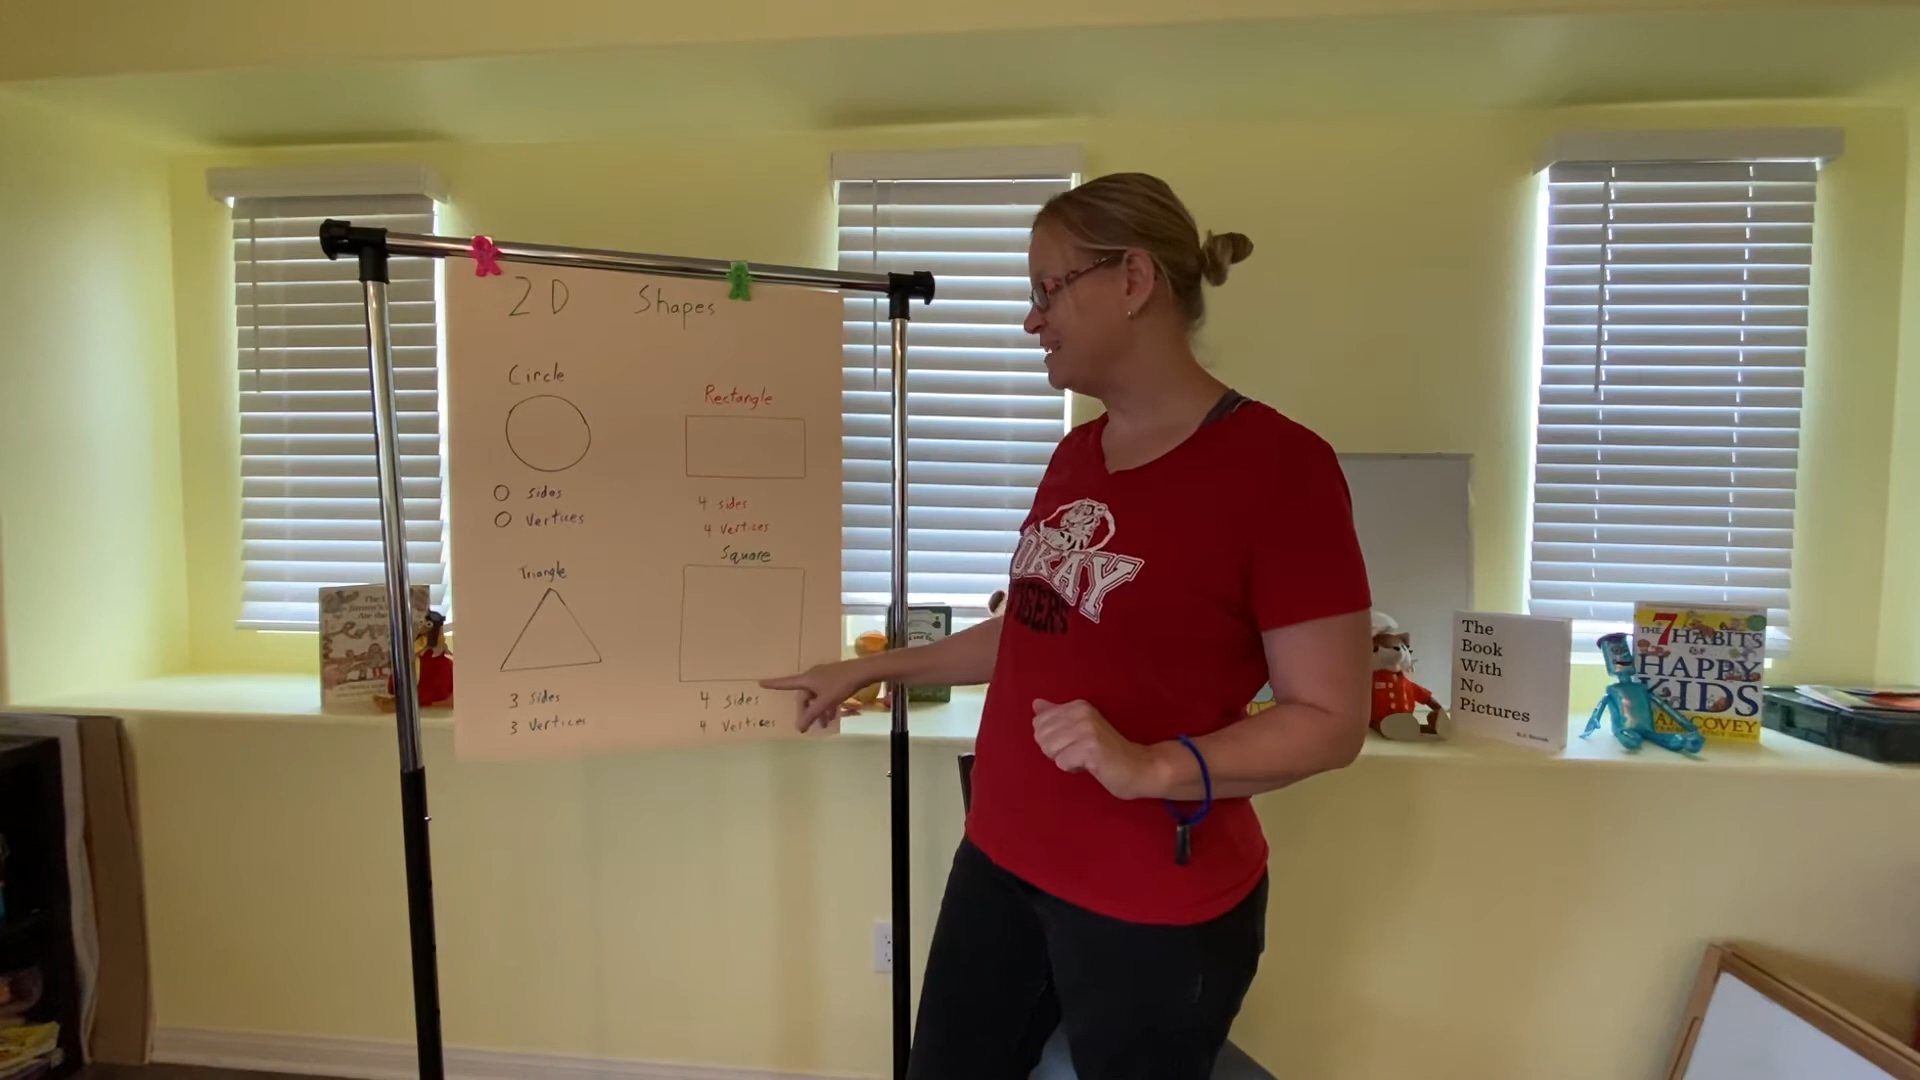 2D Shapes
Circle
0 sides
0 vertices
Triangle
3 sides
3 vertices
Rectangle
4 sides
4 vertices
Square
4 sides
4 vertices
OKAY
TIGERS
The
Book
With
No
Pictures
THE 7 HABITS
OF
HAPPY
KIDS
COVEY